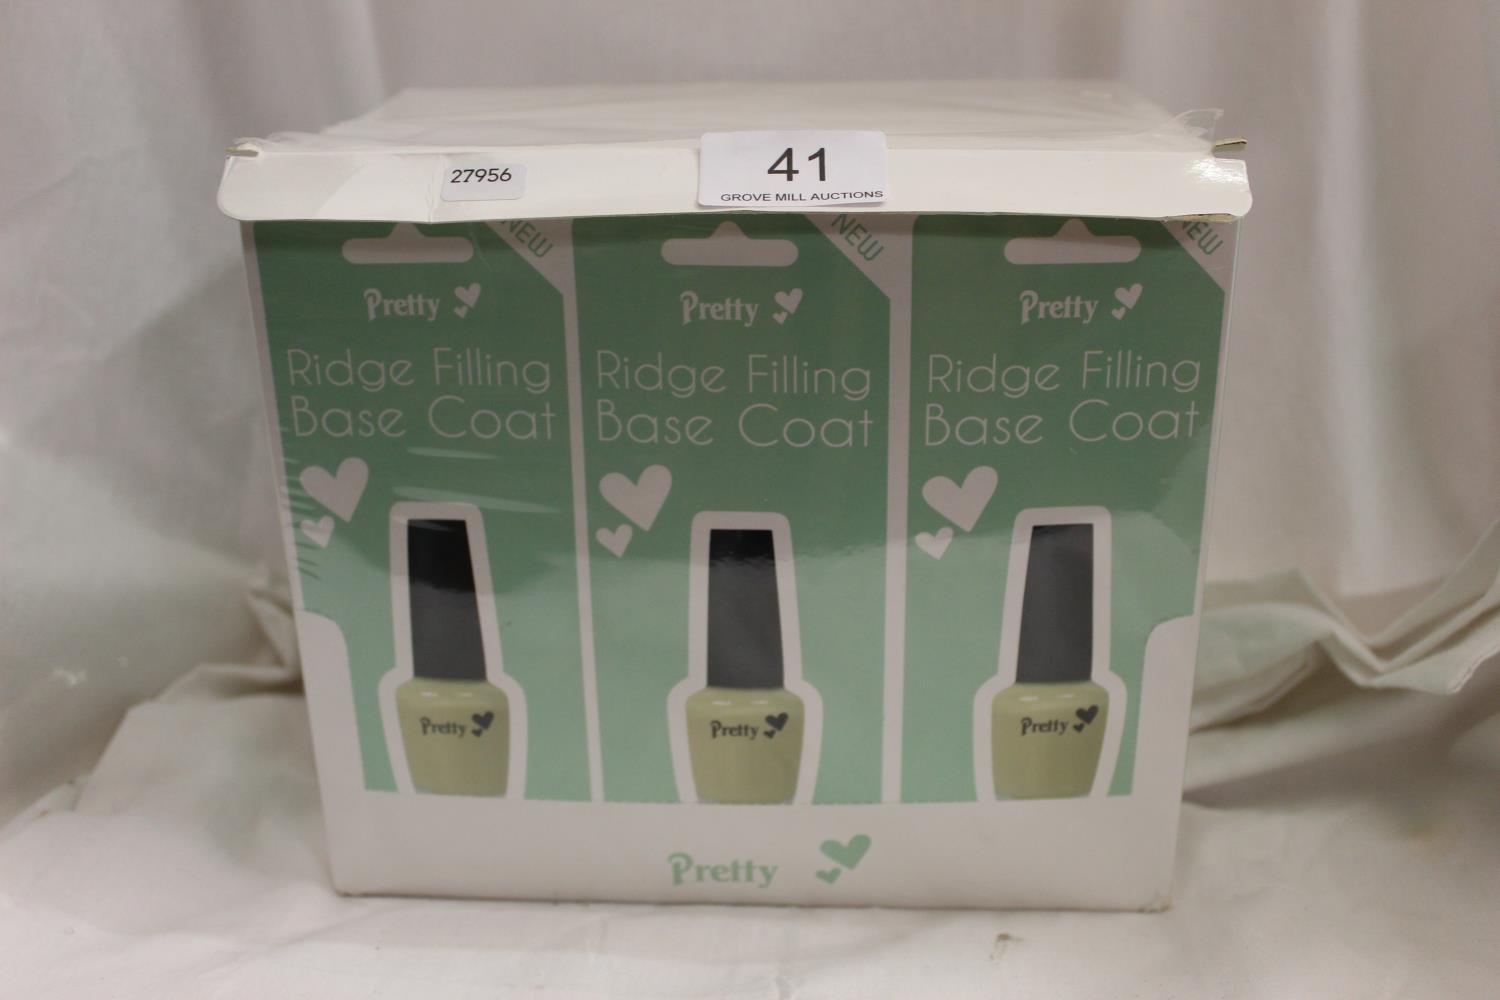 41
GROVE MILL AUCTIONS
27956
NEW
Pretty
Ridge Filling
Base Coat
Pretty
NEW
Pretty
Ridge Filling
Base Coat
Pretty
NEW
Pretty
Ridge Filling
Base Coat
Pretty
Pretty